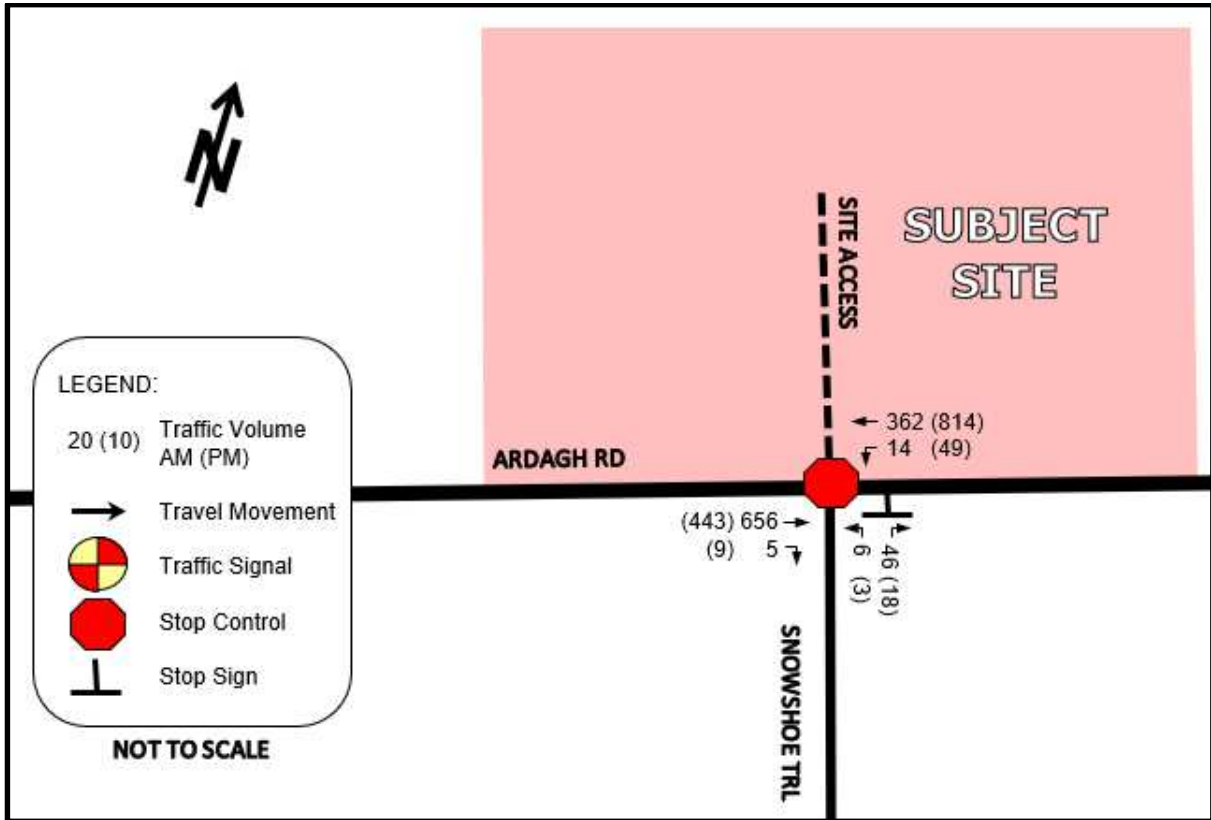 N
SITE ACCESS
SUBJECT
SITE
362 (814)
14 (49)
ARDAGH RD
(443) 656
(9) 5
6 (3)
46 (18)
SNOWSHOE TRL
LEGEND:
20 (10) Traffic Volume
AM (PM)
Travel Movement
Traffic Signal
Stop Control
Stop Sign
NOT TO SCALE